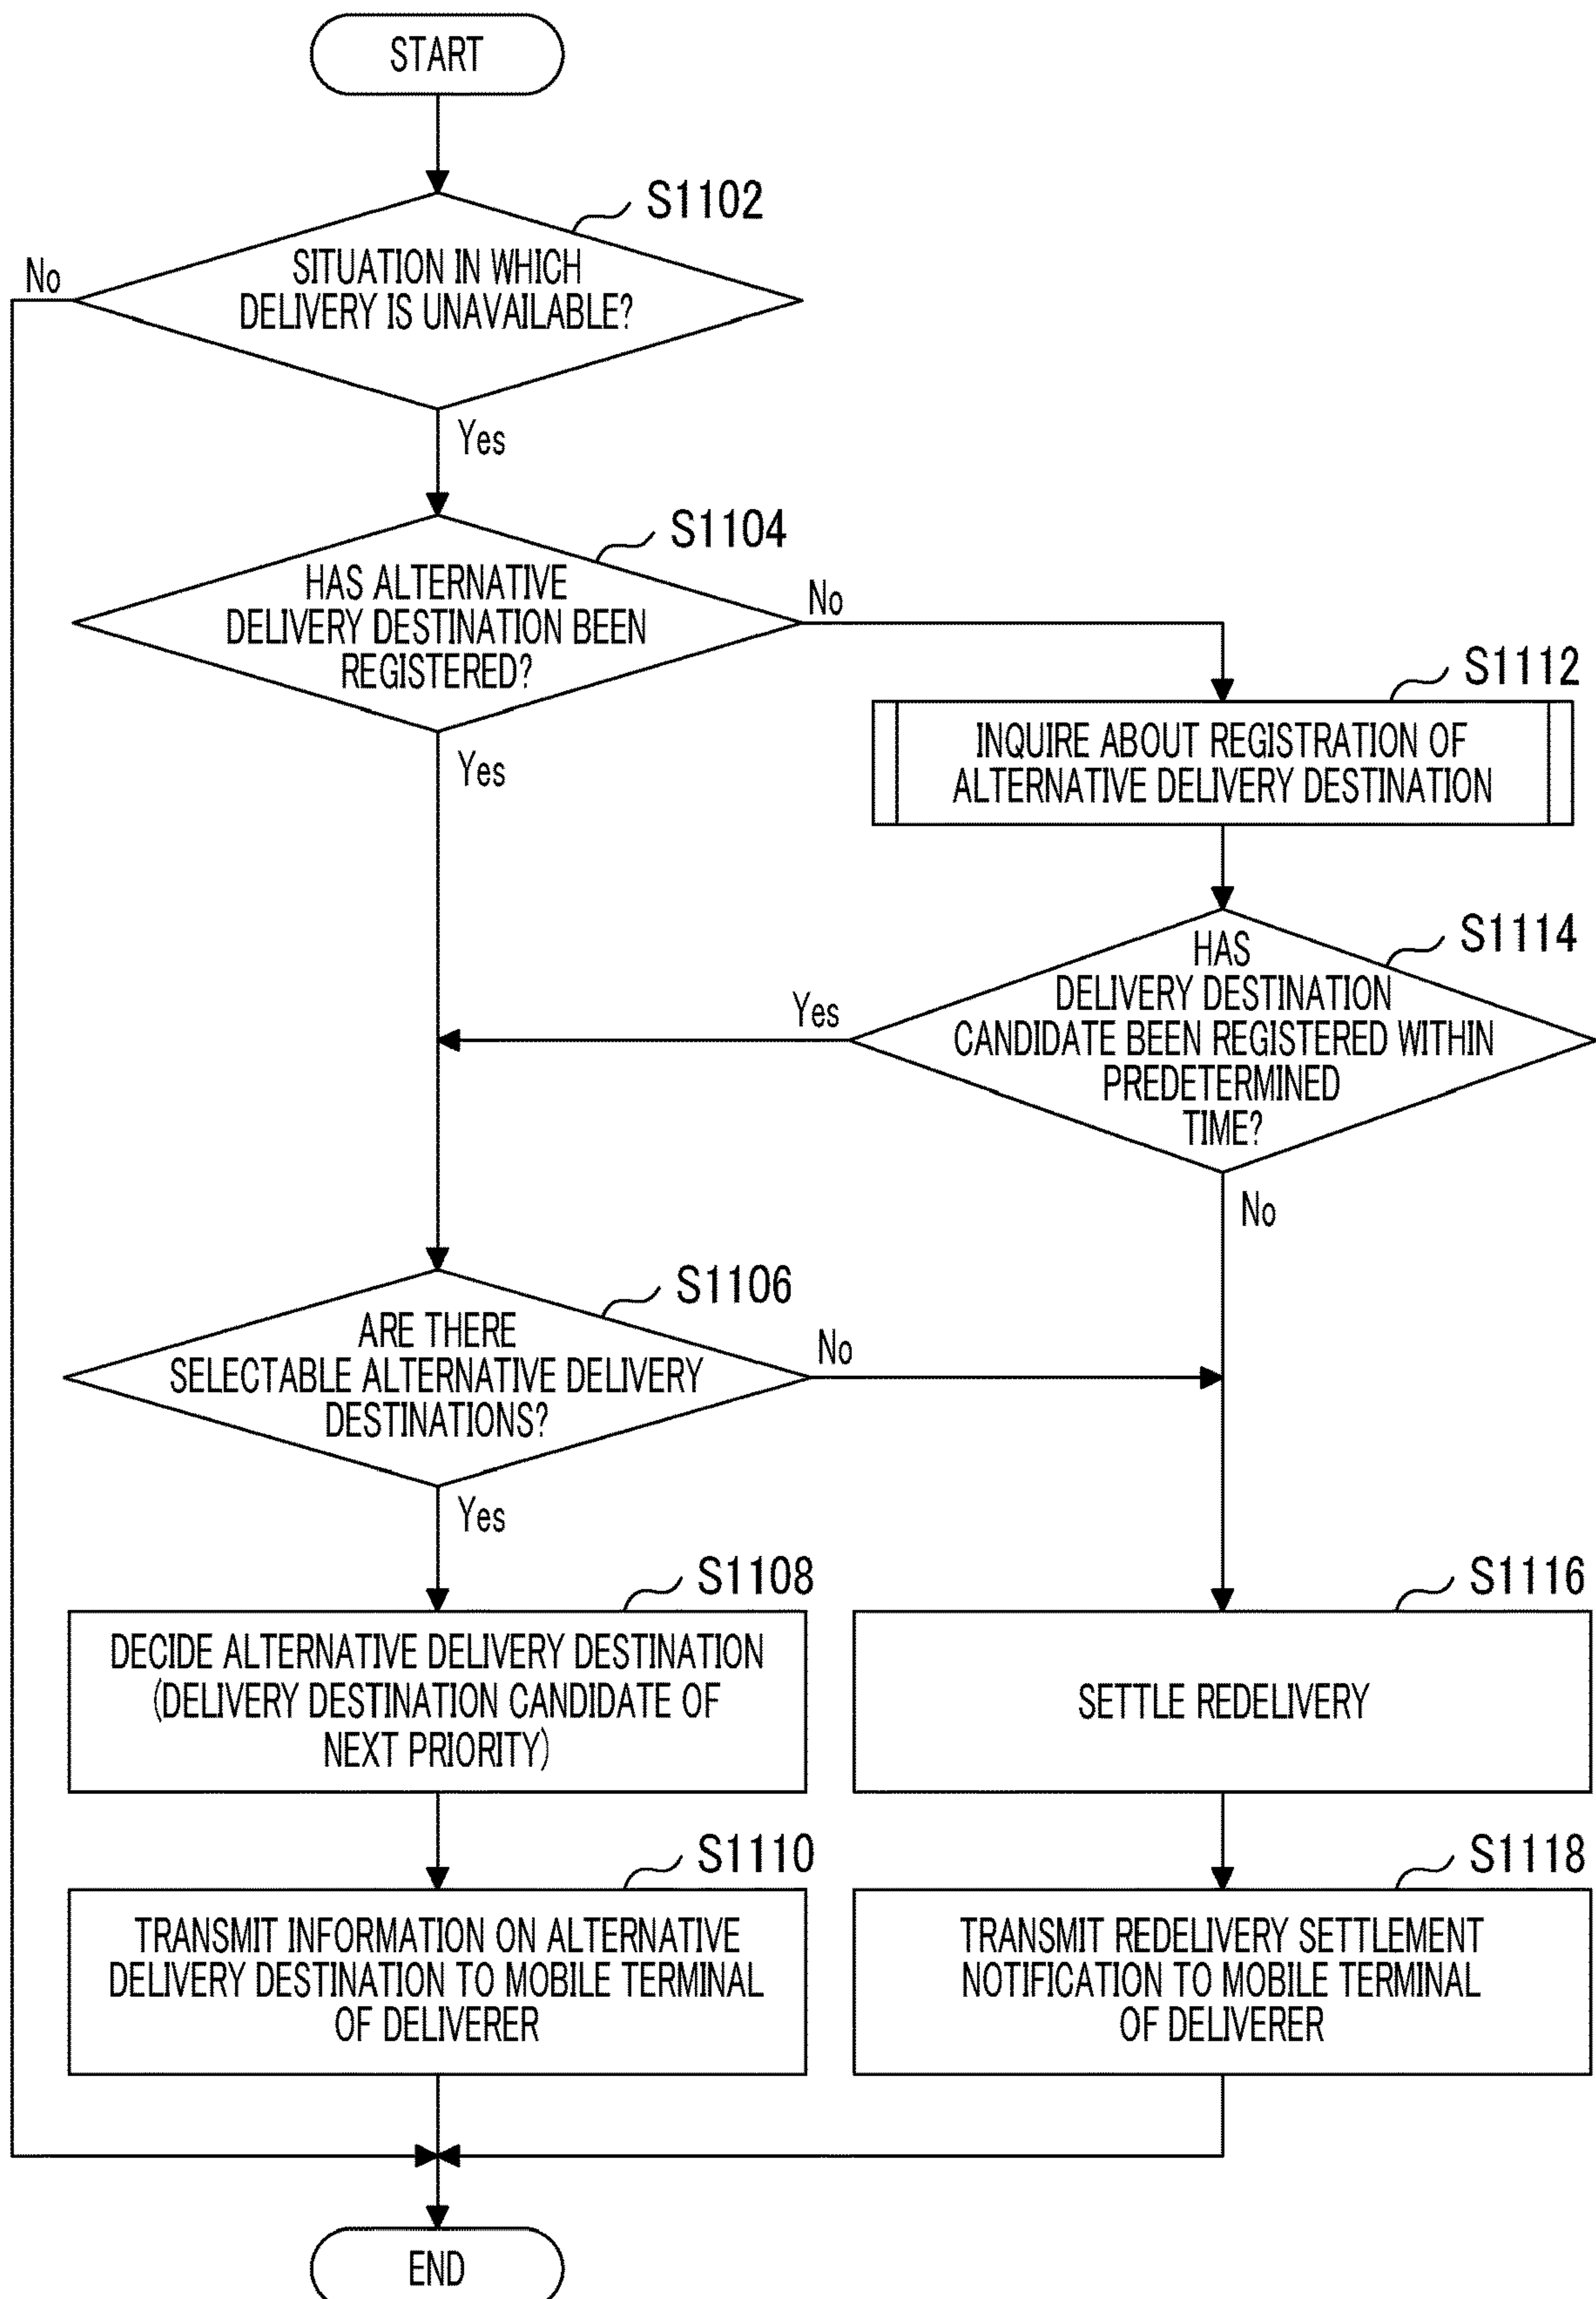 START
S1102
SITUATION IN WHICH
DELIVERY IS UNAVAILABLE?
No
Yes
S1104
HAS ALTERNATIVE
DELIVERY DESTINATION BEEN
REGISTERED?
No
Yes
S1112
INQUIRE ABOUT REGISTRATION OF
ALTERNATIVE DELIVERY DESTINATION
S1114
HAS
DELIVERY DESTINATION
CANDIDATE BEEN REGISTERED WITHIN
PREDETERMINED
TIME?
Yes
No
S1106
ARE THERE
SELECTABLE ALTERNATIVE DELIVERY
DESTINATIONS?
No
Yes
S1108
DECIDE ALTERNATIVE DELIVERY DESTINATION
(DELIVERY DESTINATION CANDIDATE OF
NEXT PRIORITY)
S1116
SETTLE REDELIVERY
S1110
TRANSMIT INFORMATION ON ALTERNATIVE
DELIVERY DESTINATION TO MOBILE TERMINAL
OF DELIVERER
S1118
TRANSMIT REDELIVERY SETTLEMENT
NOTIFICATION TO MOBILE TERMINAL
OF DELIVERER
END